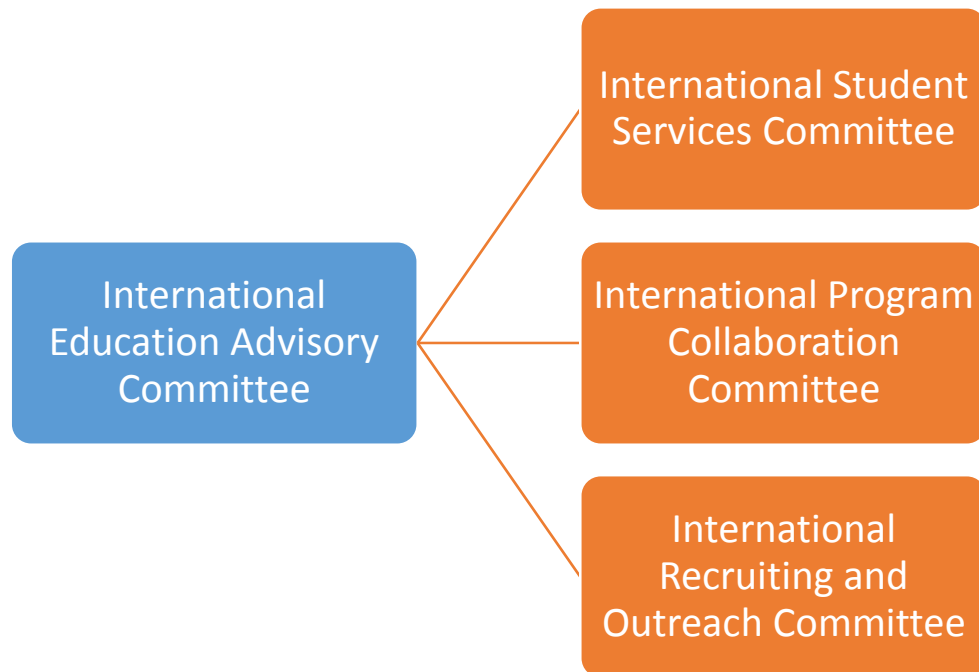 International Student
Services Committee
International
Education Advisory
Committee
International Program
Collaboration
Committee
International
Recruiting and
Outreach Committee